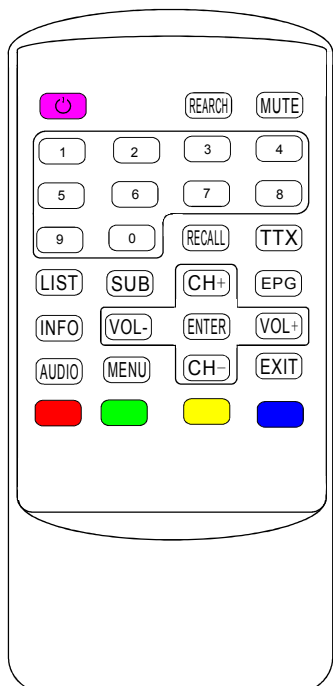 REARCH MUTE
1 2 3 4
5 6 7 8
9 0 RECALL TTX
LIST SUB CH+ EPG
INFO VOL- ENTER VOL+
AUDIO MENU CH- EXIT